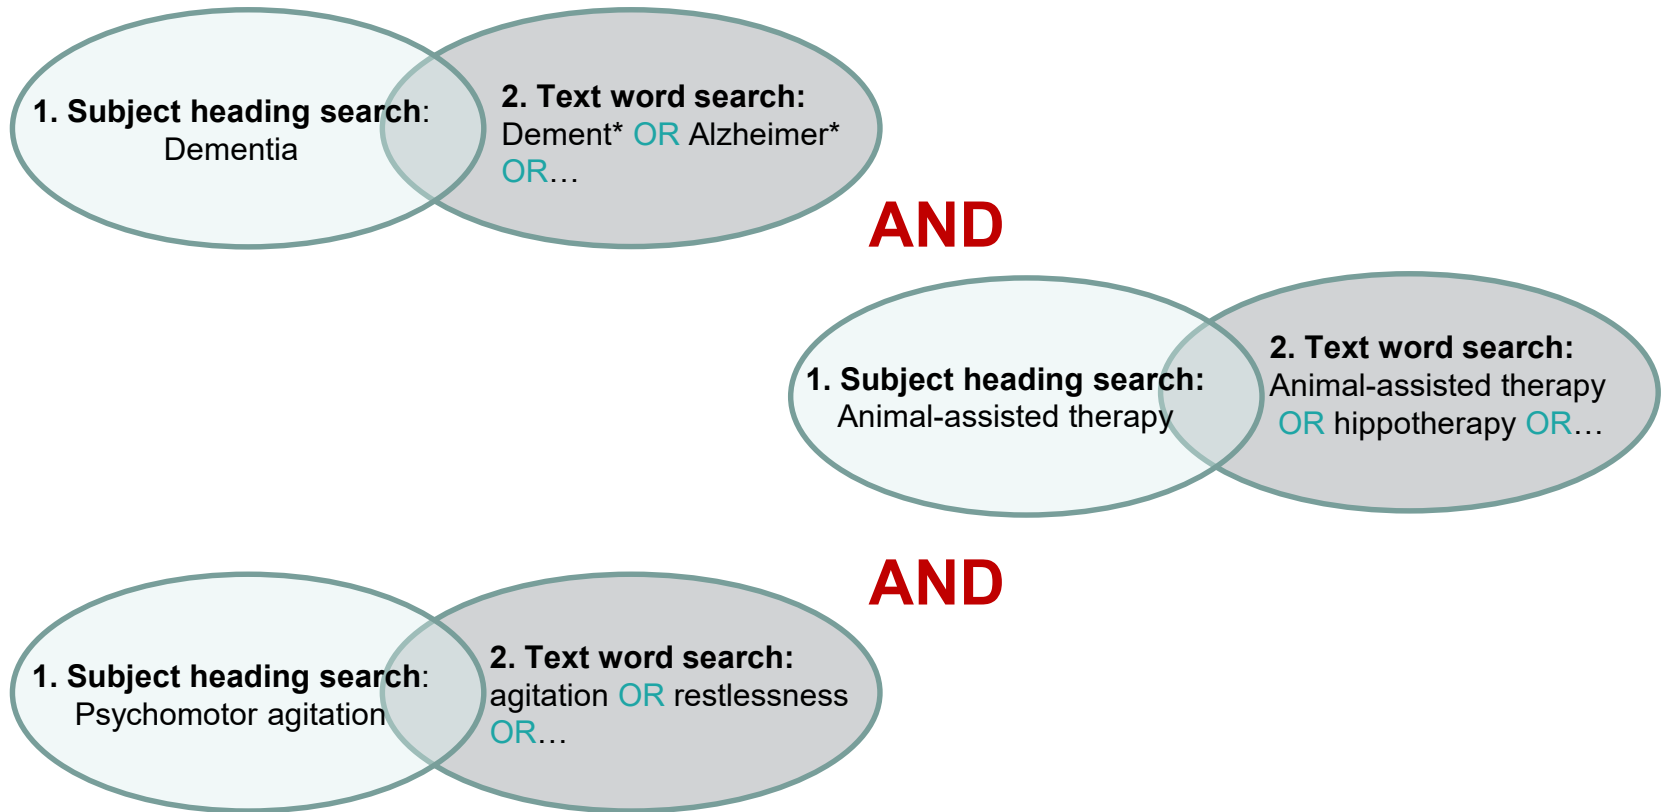 1. Subject heading search:
Dementia
2. Text word search:
Dement* OR Alzheimer*
OR…
AND
1. Subject heading search:
Animal-assisted therapy
2. Text word search:
Animal-assisted therapy
OR hippotherapy OR…
AND
1. Subject heading search:
Psychomotor agitation
2. Text word search:
agitation OR restlessness
OR…